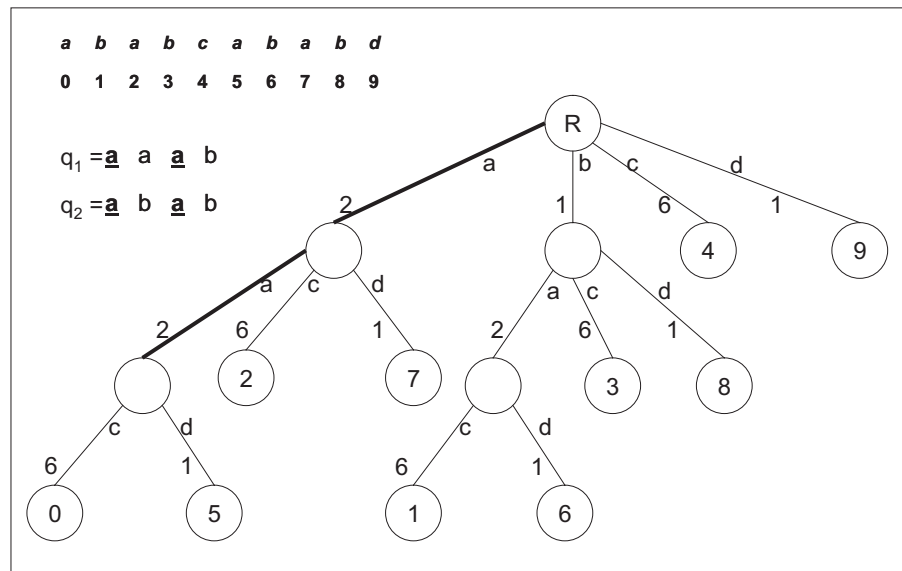 a b a b c a b a b d
0 1 2 3 4 5 6 7 8 9
R
q1 = a a a b
a b c d
q2 = a b a b
2 1 6 1
4 9
a c d a c d
2 6 1 2 6 1
2 7 3 8
c d c d
6 1 6 1
0 5 1 6